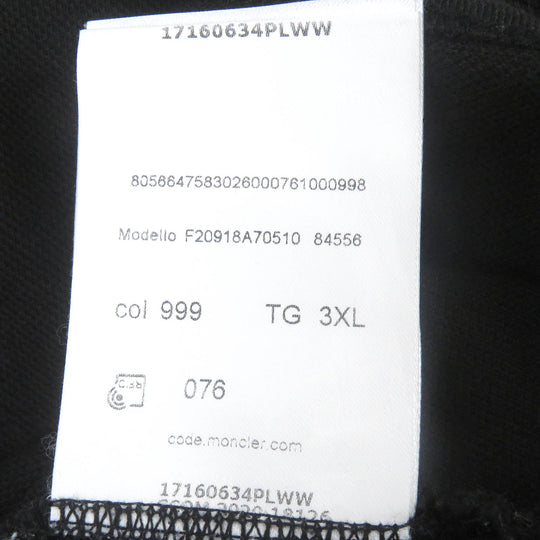 17160634PLWW
8056647583026000761000998
Modello F20918A70510 84556
col 999 TG 3XL
076
code.moncler.com
17160634PLWW